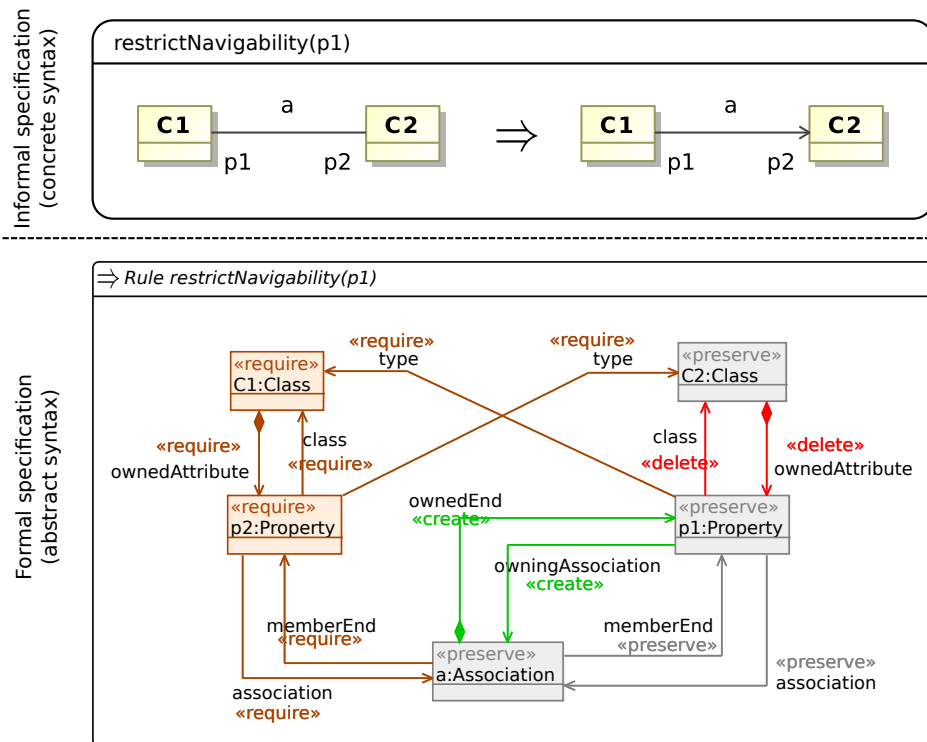 Informal specification
(concrete syntax)
restrictNavigability(p1)
C1
a
C2
p1
p2
⇒
C1
a
C2
p1
p2
Formal specification
(abstract syntax)
⇒ Rule restrictNavigability(p1)
«require»
type
«require»
type
«require»
C1:Class
«preserve»
C2:Class
«require»
ownedAttribute
class
«require»
class
«delete»
«delete»
ownedAttribute
«require»
p2:Property
ownedEnd
«create»
«preserve»
p1:Property
owningAssociation
«create»
memberEnd
«require»
memberEnd
«preserve»
«preserve»
a:Association
association
«require»
«preserve»
association